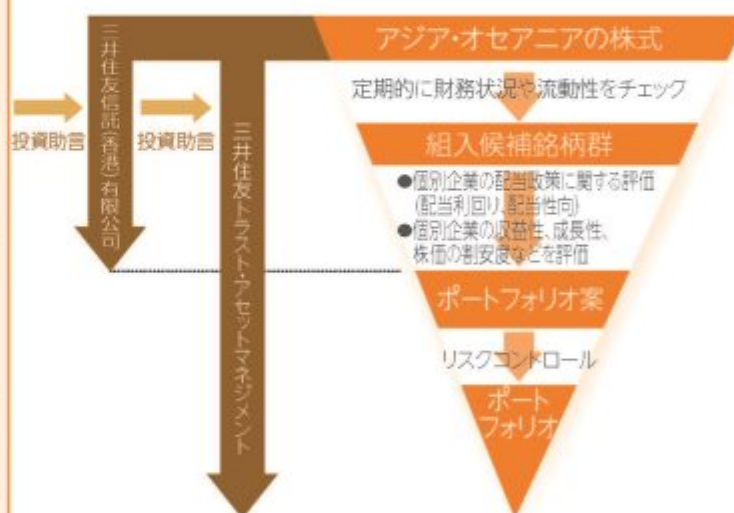 アジア・オセアニアの株式
定期的に財務状況や流動性をチェック
組入候補銘柄群
●個別企業の配当政策に関する評価
(配当利回り、配当性向)
●個別企業の収益性、成長性、
株価の割安度などを評価
ポートフォリオ案
リスクコントロール
ポート
フォリオ
投資助言
三井住友信託(香港)有限公司
投資助言
三井住友トラスト・アセットマネジメント